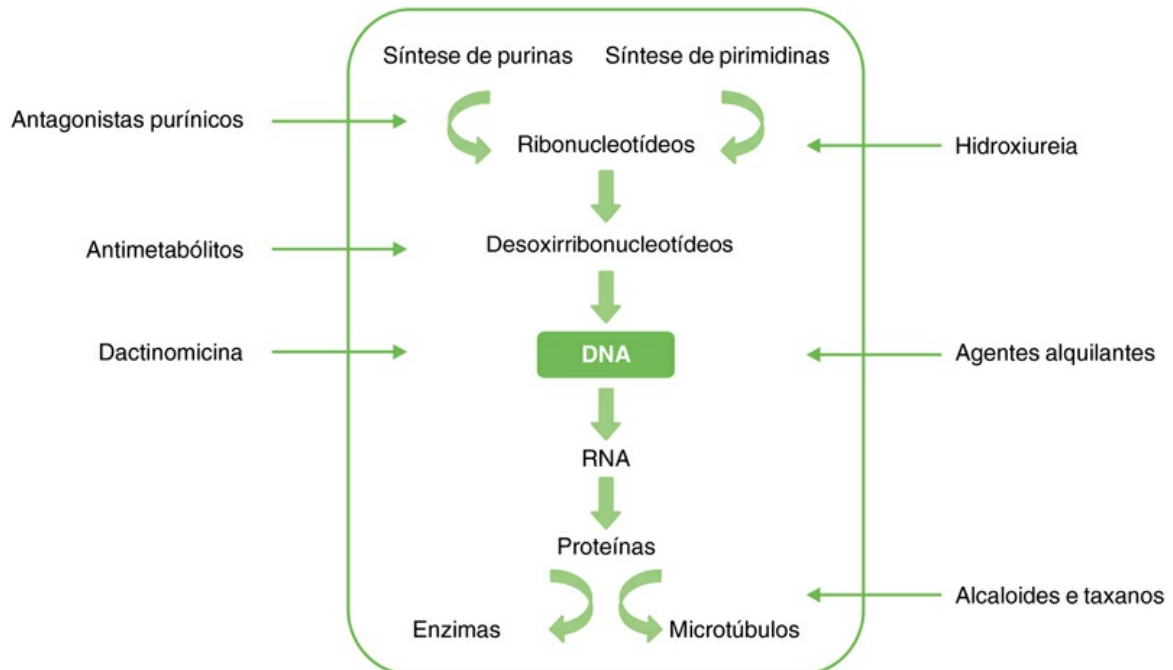 Síntese de purinas Síntese de pirimidinas
Antagonistas purínicos
Ribonucleotídeos
Hidroxiureia
Desoxirribonucleotídeos
Antimetabólitos
Dactinomicina
DNA
Agentes alquilantes
RNA
Proteínas
Alcaloides e taxanos
Enzimas
Microtúbulos